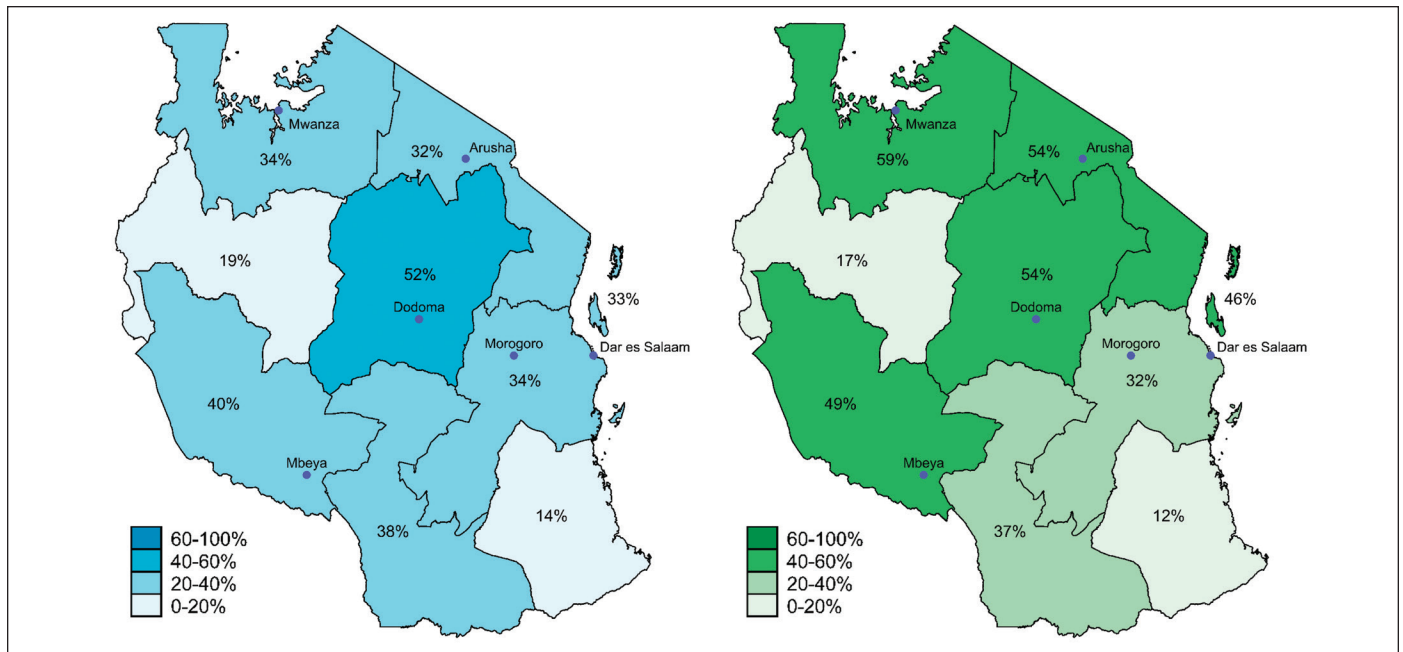 Mwanza
34%
32%
Arusha
19%
52%
Dodoma
33%
Morogoro
Dar es Salaam
34%
40%
Mbeya
38%
14%
60-100%
40-60%
20-40%
0-20%
Mwanza
59%
54%
Arusha
17%
54%
Dodoma
46%
Morogoro
Dar es Salaam
32%
49%
Mbeya
37%
12%
60-100%
40-60%
20-40%
0-20%